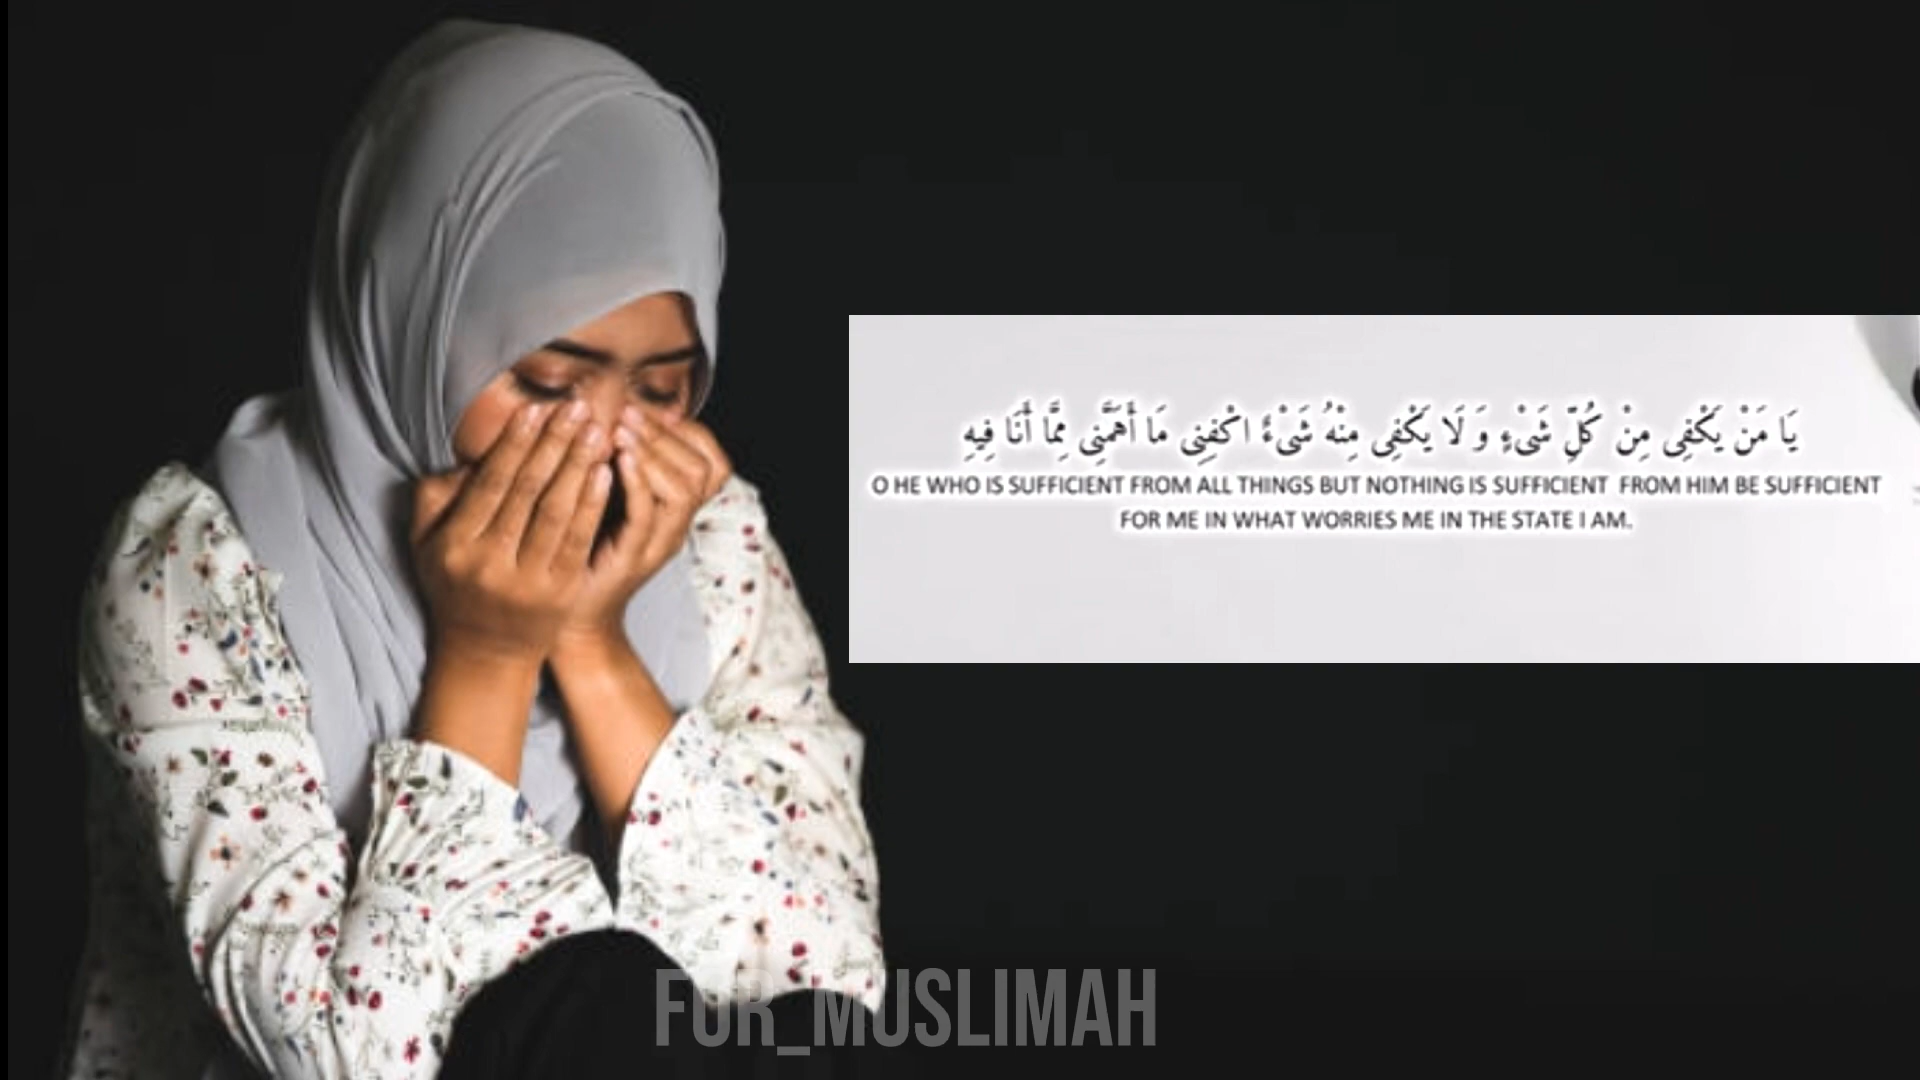 يَا مَنْ يَكْفِى مِنْ كُلِّ شَىْءٍ وَ لَا يَكْفِى مِنْهُ شَىْءٌ اكْفِنِى مَا أَهَمَّنِى مِمَّا أَنَا فِيهِ
O HE WHO IS SUFFICIENT FROM ALL THINGS BUT NOTHING IS SUFFICIENT FROM HIM BE SUFFICIENT
FOR ME IN WHAT WORRIES ME IN THE STATE I AM.
FOR_MUSLIMAH